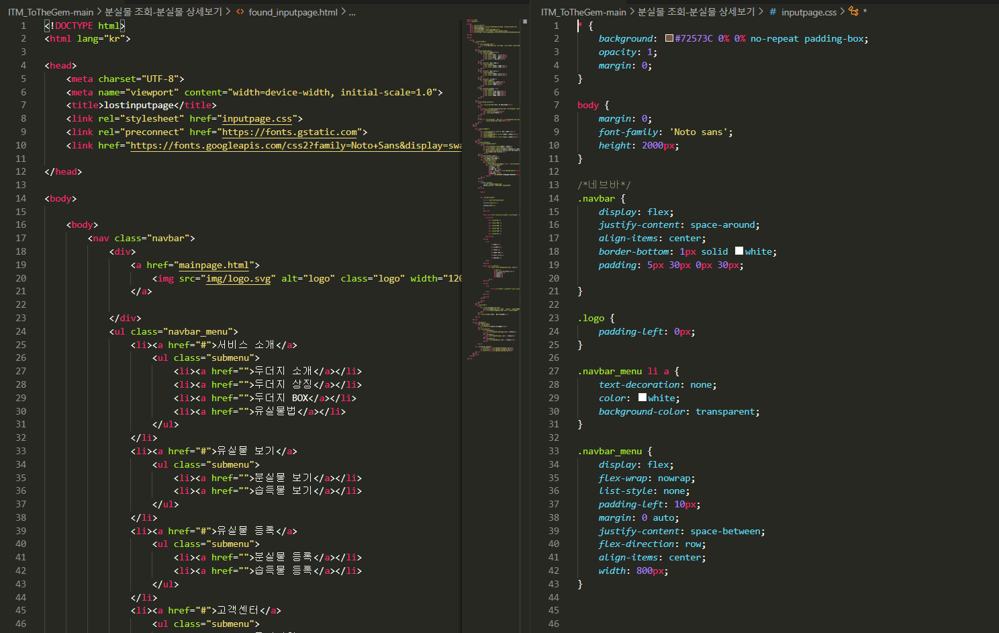 ITM_ToTheGem-main > 분실물 조회-분실물 상세보기 > <> found_inputpage.html > ...
1 <!DOCTYPE html>
2 <html lang="kr">
3
4 <head>
5 <meta charset="UTF-8">
6 <meta name="viewport" content="width=device-width, initial-scale=1.0">
7 <title>lostinputpage</title>
8 <link rel="stylesheet" href="inputpage.css">
9 <link rel="preconnect" href="https://fonts.gstatic.com">
10 <link href="https://fonts.googleapis.com/css2?family=Noto+Sans&display=swa
11
12 </head>
13
14 <body>
15
16 <body>
17 <nav class="navbar">
18 <div>
19 <a href="mainpage.html">
20 <img src="img/logo.svg" alt="logo" class="logo" width="120
21 </a>
22
23 </div>
24 <ul class="navbar_menu">
25 <li><a href="#">서비스 소개</a>
26 <ul class="submenu">
27 <li><a href="">두더지 소개</a></li>
28 <li><a href="">두더지 상징</a></li>
29 <li><a href="">두더지 BOX</a></li>
30 <li><a href="">유실물법</a></li>
31 </ul>
32 </li>
33 <li><a href="#">유실물 보기</a>
34 <ul class="submenu">
35 <li><a href="">분실물 보기</a></li>
36 <li><a href="">습득물 보기</a></li>
37 </ul>
38 </li>
39 <li><a href="#">유실물 등록</a>
40 <ul class="submenu">
41 <li><a href="">분실물 등록</a></li>
42 <li><a href="">습득물 등록</a></li>
43 </ul>
44 </li>
45 <li><a href="#">고객센터</a>
46 <ul class="submenu">
ITM_ToTheGem-main > 분실물 조회-분실물 상세보기 > # inputpage.css > *
1 * {
2 background: #72573C 0% 0% no-repeat padding-box;
3 opacity: 1;
4 margin: 0;
5 }
6
7 body {
8 margin: 0;
9 font-family: 'Noto sans';
10 height: 2000px;
11 }
12
13 /*네브바*/
14 .navbar {
15 display: flex;
16 justify-content: space-around;
17 align-items: center;
18 border-bottom: 1px solid white;
19 padding: 5px 30px 0px 30px;
20
21 }
22
23 .logo {
24 padding-left: 0px;
25 }
26
27 .navbar_menu li a {
28 text-decoration: none;
29 color: white;
30 background-color: transparent;
31 }
32
33 .navbar_menu {
34 display: flex;
35 flex-wrap: nowrap;
36 list-style: none;
37 padding-left: 10px;
38 margin: 0 auto;
39 justify-content: space-between;
40 flex-direction: row;
41 align-items: center;
42 width: 800px;
43 }
44
45
46